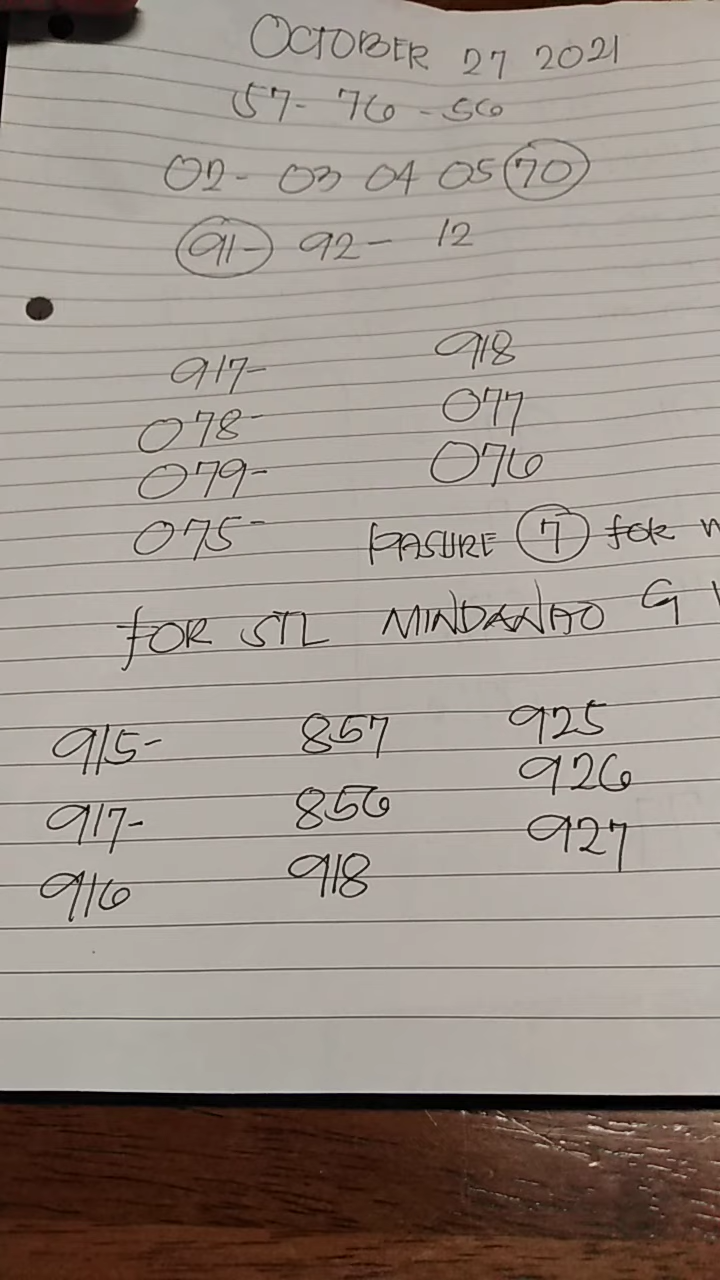 OCTOBER 27 2021
57- 76 - 56
02- 03 04 05 70
91- 92- 12
917- 918
078- 077
079- 076
075- PASURE 7 for
FOR STL MINDANAO G
915- 857 925
917- 856 926
916 918 927